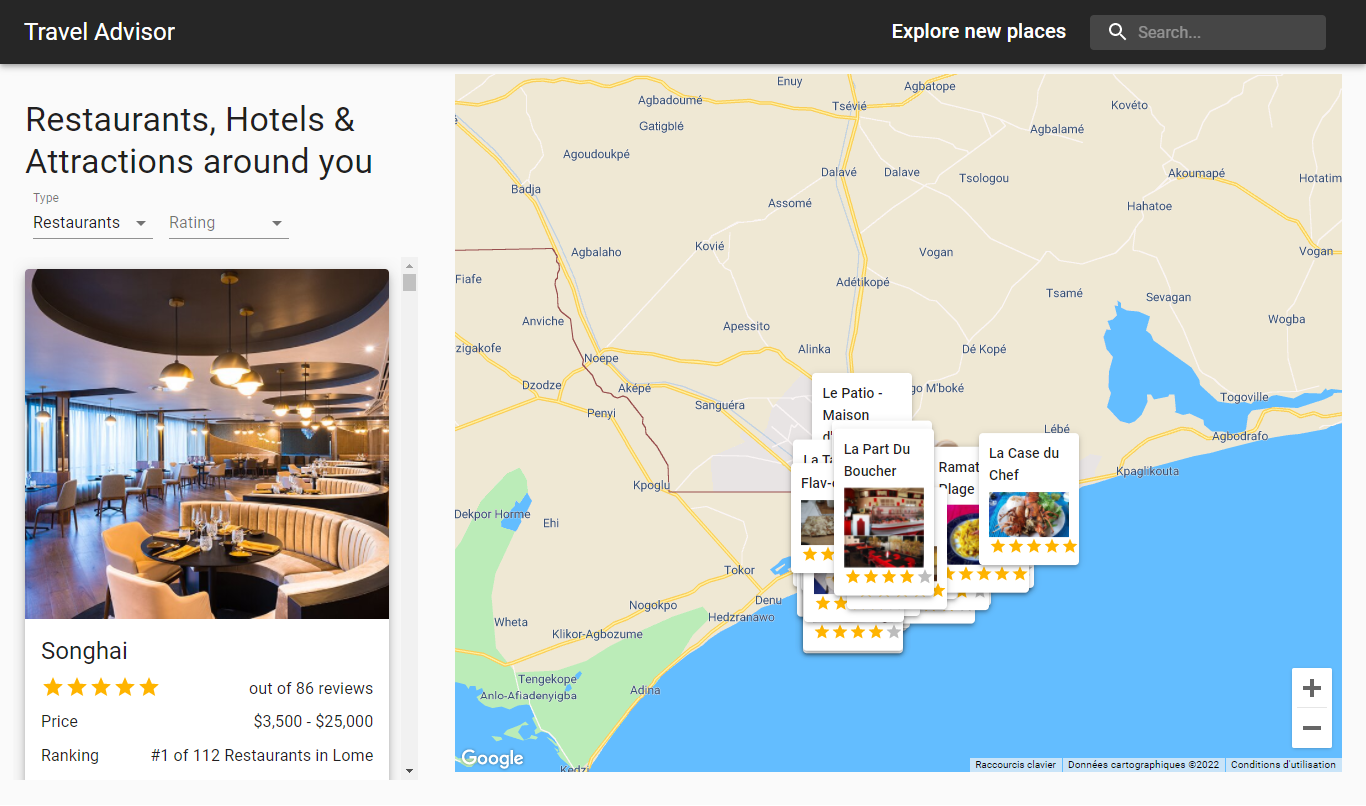 Travel Advisor
Explore new places
Search...
Restaurants, Hotels &
Attractions around you
Type
Restaurants
Rating
Songhai
out of 86 reviews
Price
$3,500 - $25,000
Ranking
#1 of 112 Restaurants in Lome
Enuy
Agbatope
Agbadoumé
Tsévié
Kovéto
Gatigblé
Agbalamé
Agoudoukpé
Dalavé
Dalave
Tsologou
Akoumapé
Hotatim
Badja
Assomé
Hahatoe
Kovié
Agbalaho
Vogan
Vogan
Fiafe
Adétikopé
Tsamé
Sevagan
Anviche
Apessito
Wogba
zigakofe
Noepe
Alinka
Dé Kopé
Dzodze
Aképé
go M'boké
Togoville
Penyi
Sanguéra
Lébé
Agbodrafo
Kpoglu
Kpaglikouta
Dekpor Horme
Ehi
Tokor
Nogokpo
Denu
Hedzranawo
Wheta
Klikor-Agbozume
Tengekope
Anlo-Afiadenyigba
Adina
Kedzi
Le Patio -
Maison
d'
La Part Du
Boucher
La Ta
Flav-
Ramat
Plage
La Case du
Chef
Google
Raccourcis clavier
Données cartographiques ©2022
Conditions d'utilisation